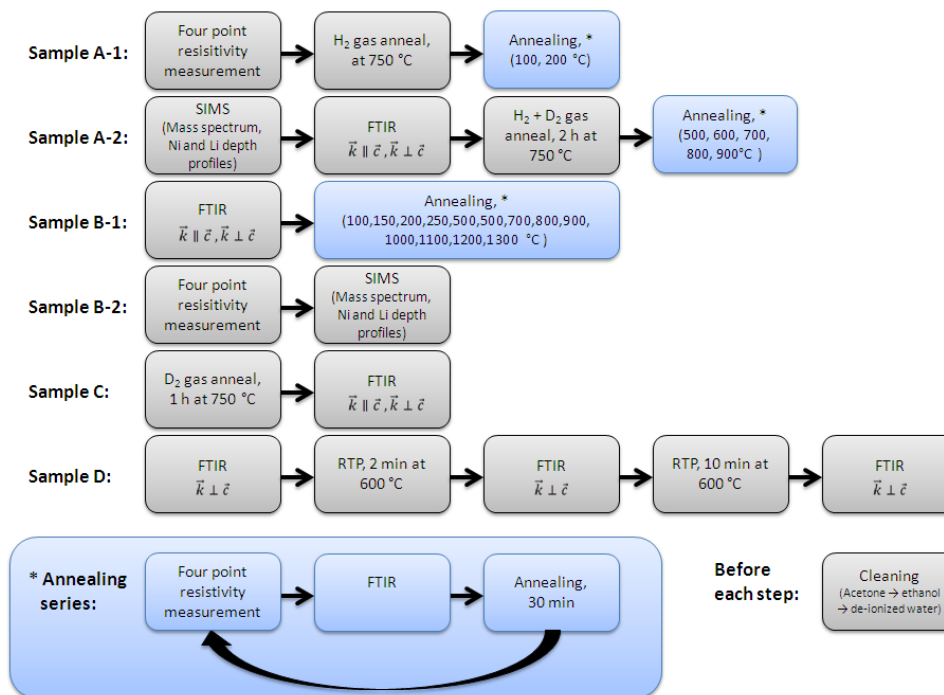 Sample A-1:
Four point
resisitivity
measurement
H₂ gas anneal,
at 750 °C
Annealing, *
(100, 200 °C)
Sample A-2:
SIMS
(Mass spectrum,
Ni and Li depth
profiles)
FTIR
k⃗ ∥ c⃗, k⃗ ⊥ c⃗
H₂ + D₂ gas
anneal, 2 h at
750 °C
Annealing, *
(500, 600, 700,
800, 900°C )
Sample B-1:
FTIR
k⃗ ∥ c⃗, k⃗ ⊥ c⃗
Annealing, *
(100,150,200,250,500,500,700,800,900,
1000,1100,1200,1300 °C )
Sample B-2:
Four point
resisitivity
measurement
SIMS
(Mass spectrum,
Ni and Li depth
profiles)
Sample C:
D₂ gas anneal,
1 h at 750 °C
FTIR
k⃗ ∥ c⃗, k⃗ ⊥ c⃗
Sample D:
FTIR
k⃗ ⊥ c⃗
RTP, 2 min at
600 °C
FTIR
k⃗ ⊥ c⃗
RTP, 10 min at
600 °C
FTIR
k⃗ ⊥ c⃗
* Annealing
series:
Four point
resistivity
measurement
FTIR
Annealing,
30 min
Before
each step:
Cleaning
(Acetone → ethanol
→ de-ionized water)